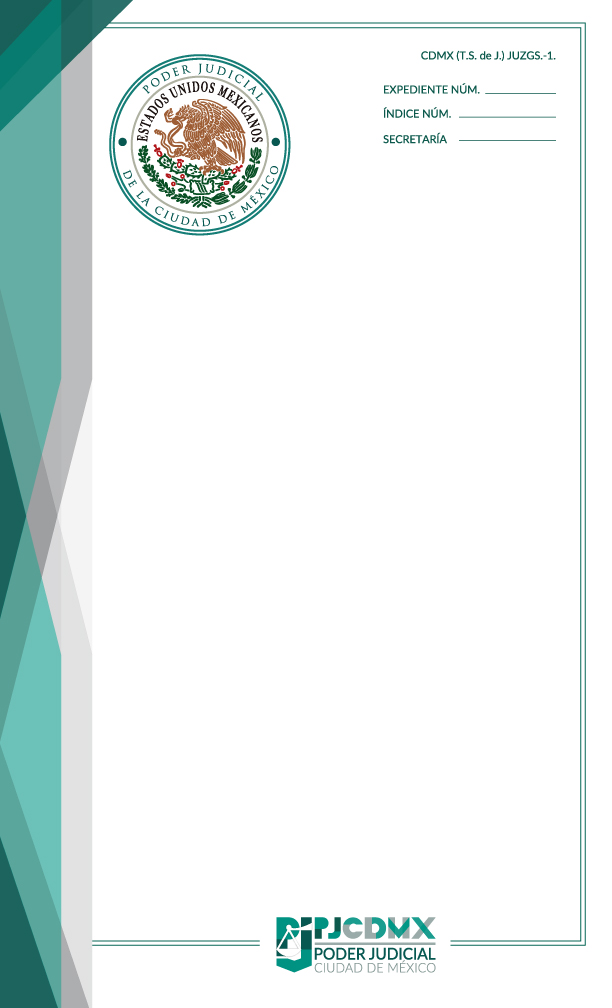 CDMX (T.S. de J.) JUZGS.-1.
PODER JUDICIAL
ESTADOS UNIDOS MEXICANOS
DE LA CIUDAD DE MÉXICO
EXPEDIENTE NÚM.
ÍNDICE NÚM.
SECRETARÍA
PJCDMX
PODER JUDICIAL
CIUDAD DE MÉXICO